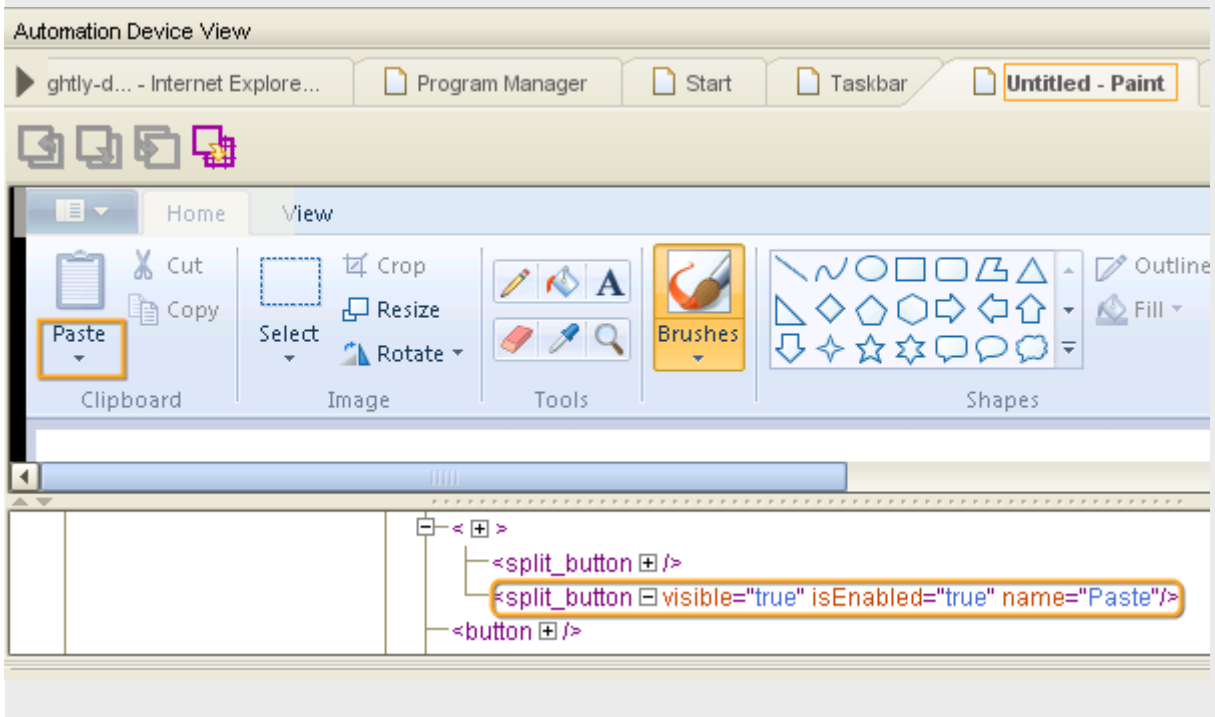 Automation Device View
ghtly-d... - Internet Explore... Program Manager Start Taskbar Untitled - Paint
Home View
Cut Crop Outline
Copy Resize Fill
Paste Select Rotate A Brushes
Clipboard Image Tools Shapes
< >
<split_button />
<split_button visible="true" isEnabled="true" name="Paste"/>
<button />